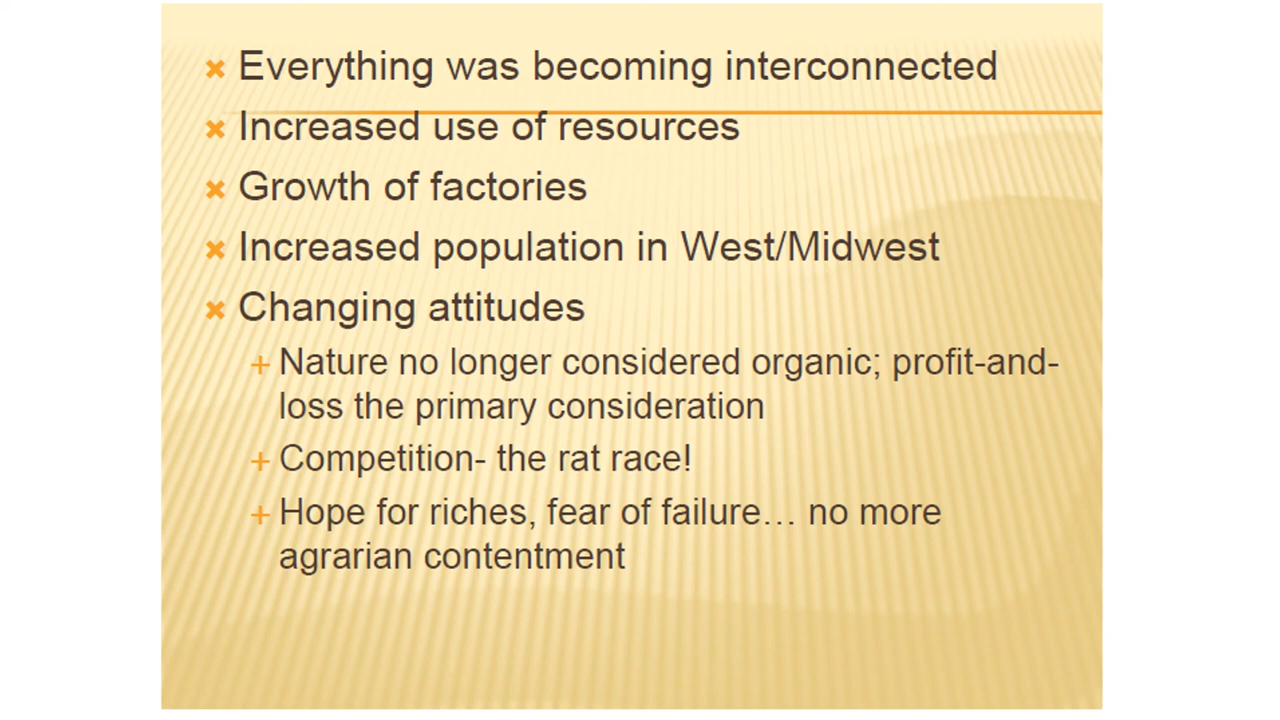 Everything was becoming interconnected
Increased use of resources
Growth of factories
Increased population in West/Midwest
Changing attitudes
Nature no longer considered organic; profit-and-
loss the primary consideration
Competition- the rat race!
Hope for riches, fear of failure… no more
agrarian contentment